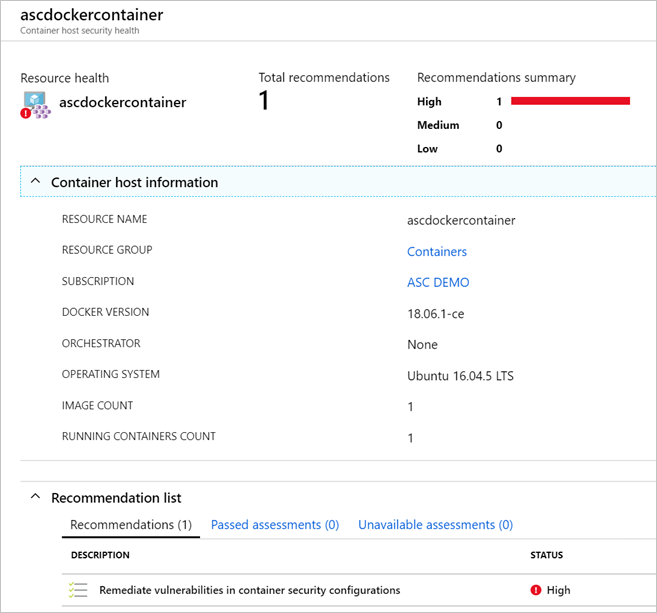 ascdockercontainer
Container host security health
Resource health
ascdockercontainer
Total recommendations
1
Recommendations summary
High 1
Medium 0
Low 0
Container host information
RESOURCE NAME ascdockercontainer
RESOURCE GROUP Containers
SUBSCRIPTION ASC DEMO
DOCKER VERSION 18.06.1-ce
ORCHESTRATOR None
OPERATING SYSTEM Ubuntu 16.04.5 LTS
IMAGE COUNT 1
RUNNING CONTAINERS COUNT 1
Recommendation list
Recommendations (1) Passed assessments (0) Unavailable assessments (0)
DESCRIPTION STATUS
Remediate vulnerabilities in container security configurations High